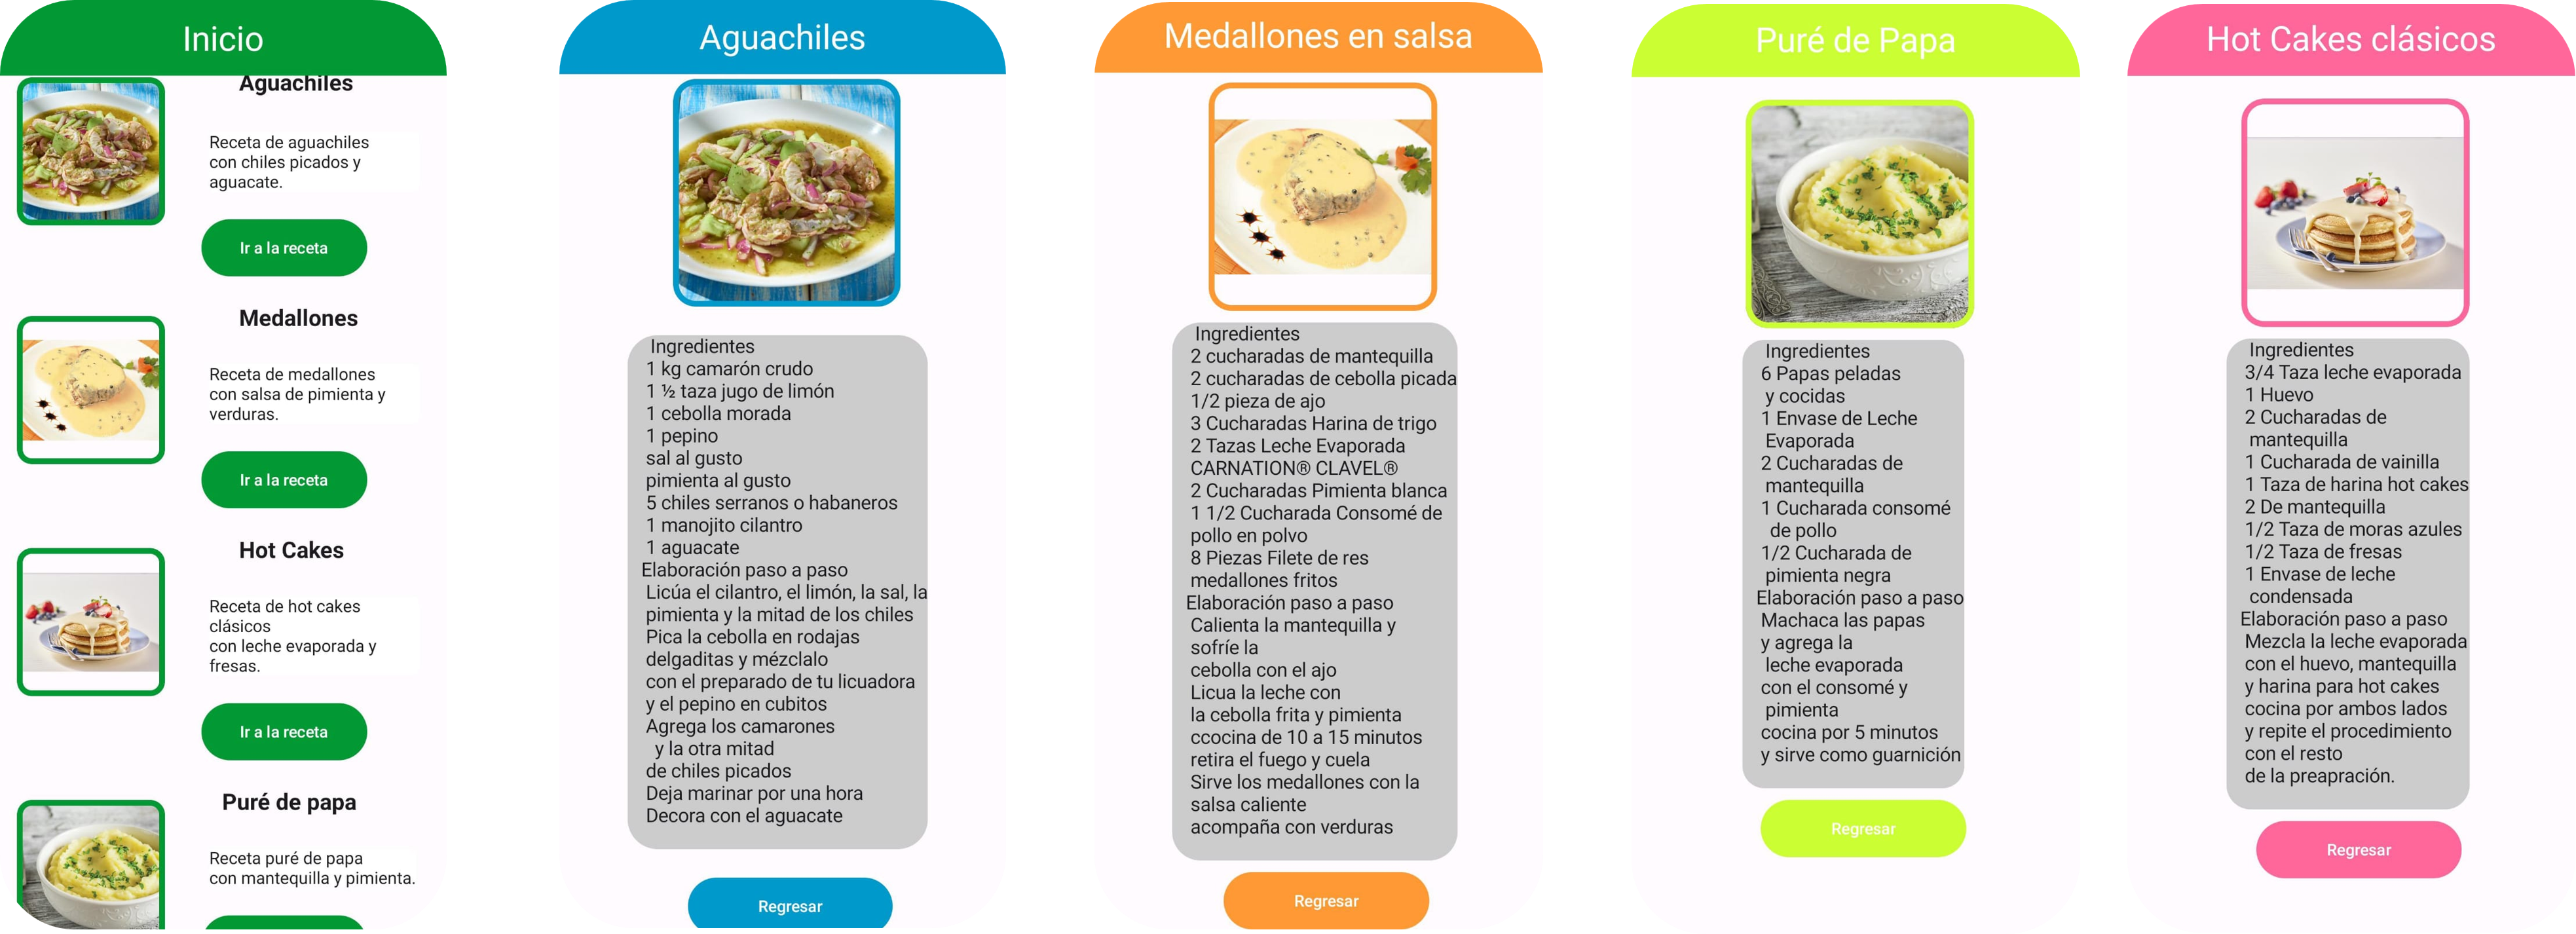 Inicio
Aguachiles
Receta de aguachiles
con chiles picados y
aguacate.
Ir a la receta
Medallones
Receta de medallones
con salsa de pimienta y
verduras.
Ir a la receta
Hot Cakes
Receta de hot cakes
clásicos
con leche evaporada y
fresas.
Ir a la receta
Puré de papa
Receta puré de papa
con mantequilla y pimienta.
Aguachiles
Ingredientes
1 kg camarón crudo
1 ½ taza jugo de limón
1 cebolla morada
1 pepino
sal al gusto
pimienta al gusto
5 chiles serranos o habaneros
1 manojito cilantro
1 aguacate
Elaboración paso a paso
Licúa el cilantro, el limón, la sal, la
pimienta y la mitad de los chiles
Pica la cebolla en rodajas
delgaditas y mézclalo
con el preparado de tu licuadora
y el pepino en cubitos
Agrega los camarones
y la otra mitad
de chiles picados
Deja marinar por una hora
Decora con el aguacate
Regresar
Medallones en salsa
Ingredientes
2 cucharadas de mantequilla
2 cucharadas de cebolla picada
1/2 pieza de ajo
3 Cucharadas Harina de trigo
2 Tazas Leche Evaporada
CARNATION® CLAVEL®
2 Cucharadas Pimienta blanca
1 1/2 Cucharada Consomé de
pollo en polvo
8 Piezas Filete de res
medallones fritos
Elaboración paso a paso
Calienta la mantequilla y
sofríe la
cebolla con el ajo
Licua la leche con
la cebolla frita y pimienta
ccocina de 10 a 15 minutos
retira el fuego y cuela
Sirve los medallones con la
salsa caliente
acompaña con verduras
Regresar
Puré de Papa
Ingredientes
6 Papas peladas
y cocidas
1 Envase de Leche
Evaporada
2 Cucharadas de
mantequilla
1 Cucharada consomé
de pollo
1/2 Cucharada de
pimienta negra
Elaboración paso a paso
Machaca las papas
y agrega la
leche evaporada
con el consomé y
pimienta
cocina por 5 minutos
y sirve como guarnición
Regresar
Hot Cakes clásicos
Ingredientes
3/4 Taza leche evaporada
1 Huevo
2 Cucharadas de
mantequilla
1 Cucharada de vainilla
1 Taza de harina hot cakes
2 De mantequilla
1/2 Taza de moras azules
1/2 Taza de fresas
1 Envase de leche
condensada
Elaboración paso a paso
Mezcla la leche evaporada
con el huevo, mantequilla
y harina para hot cakes
cocina por ambos lados
y repite el procedimiento
con el resto
de la preapración.
Regresar